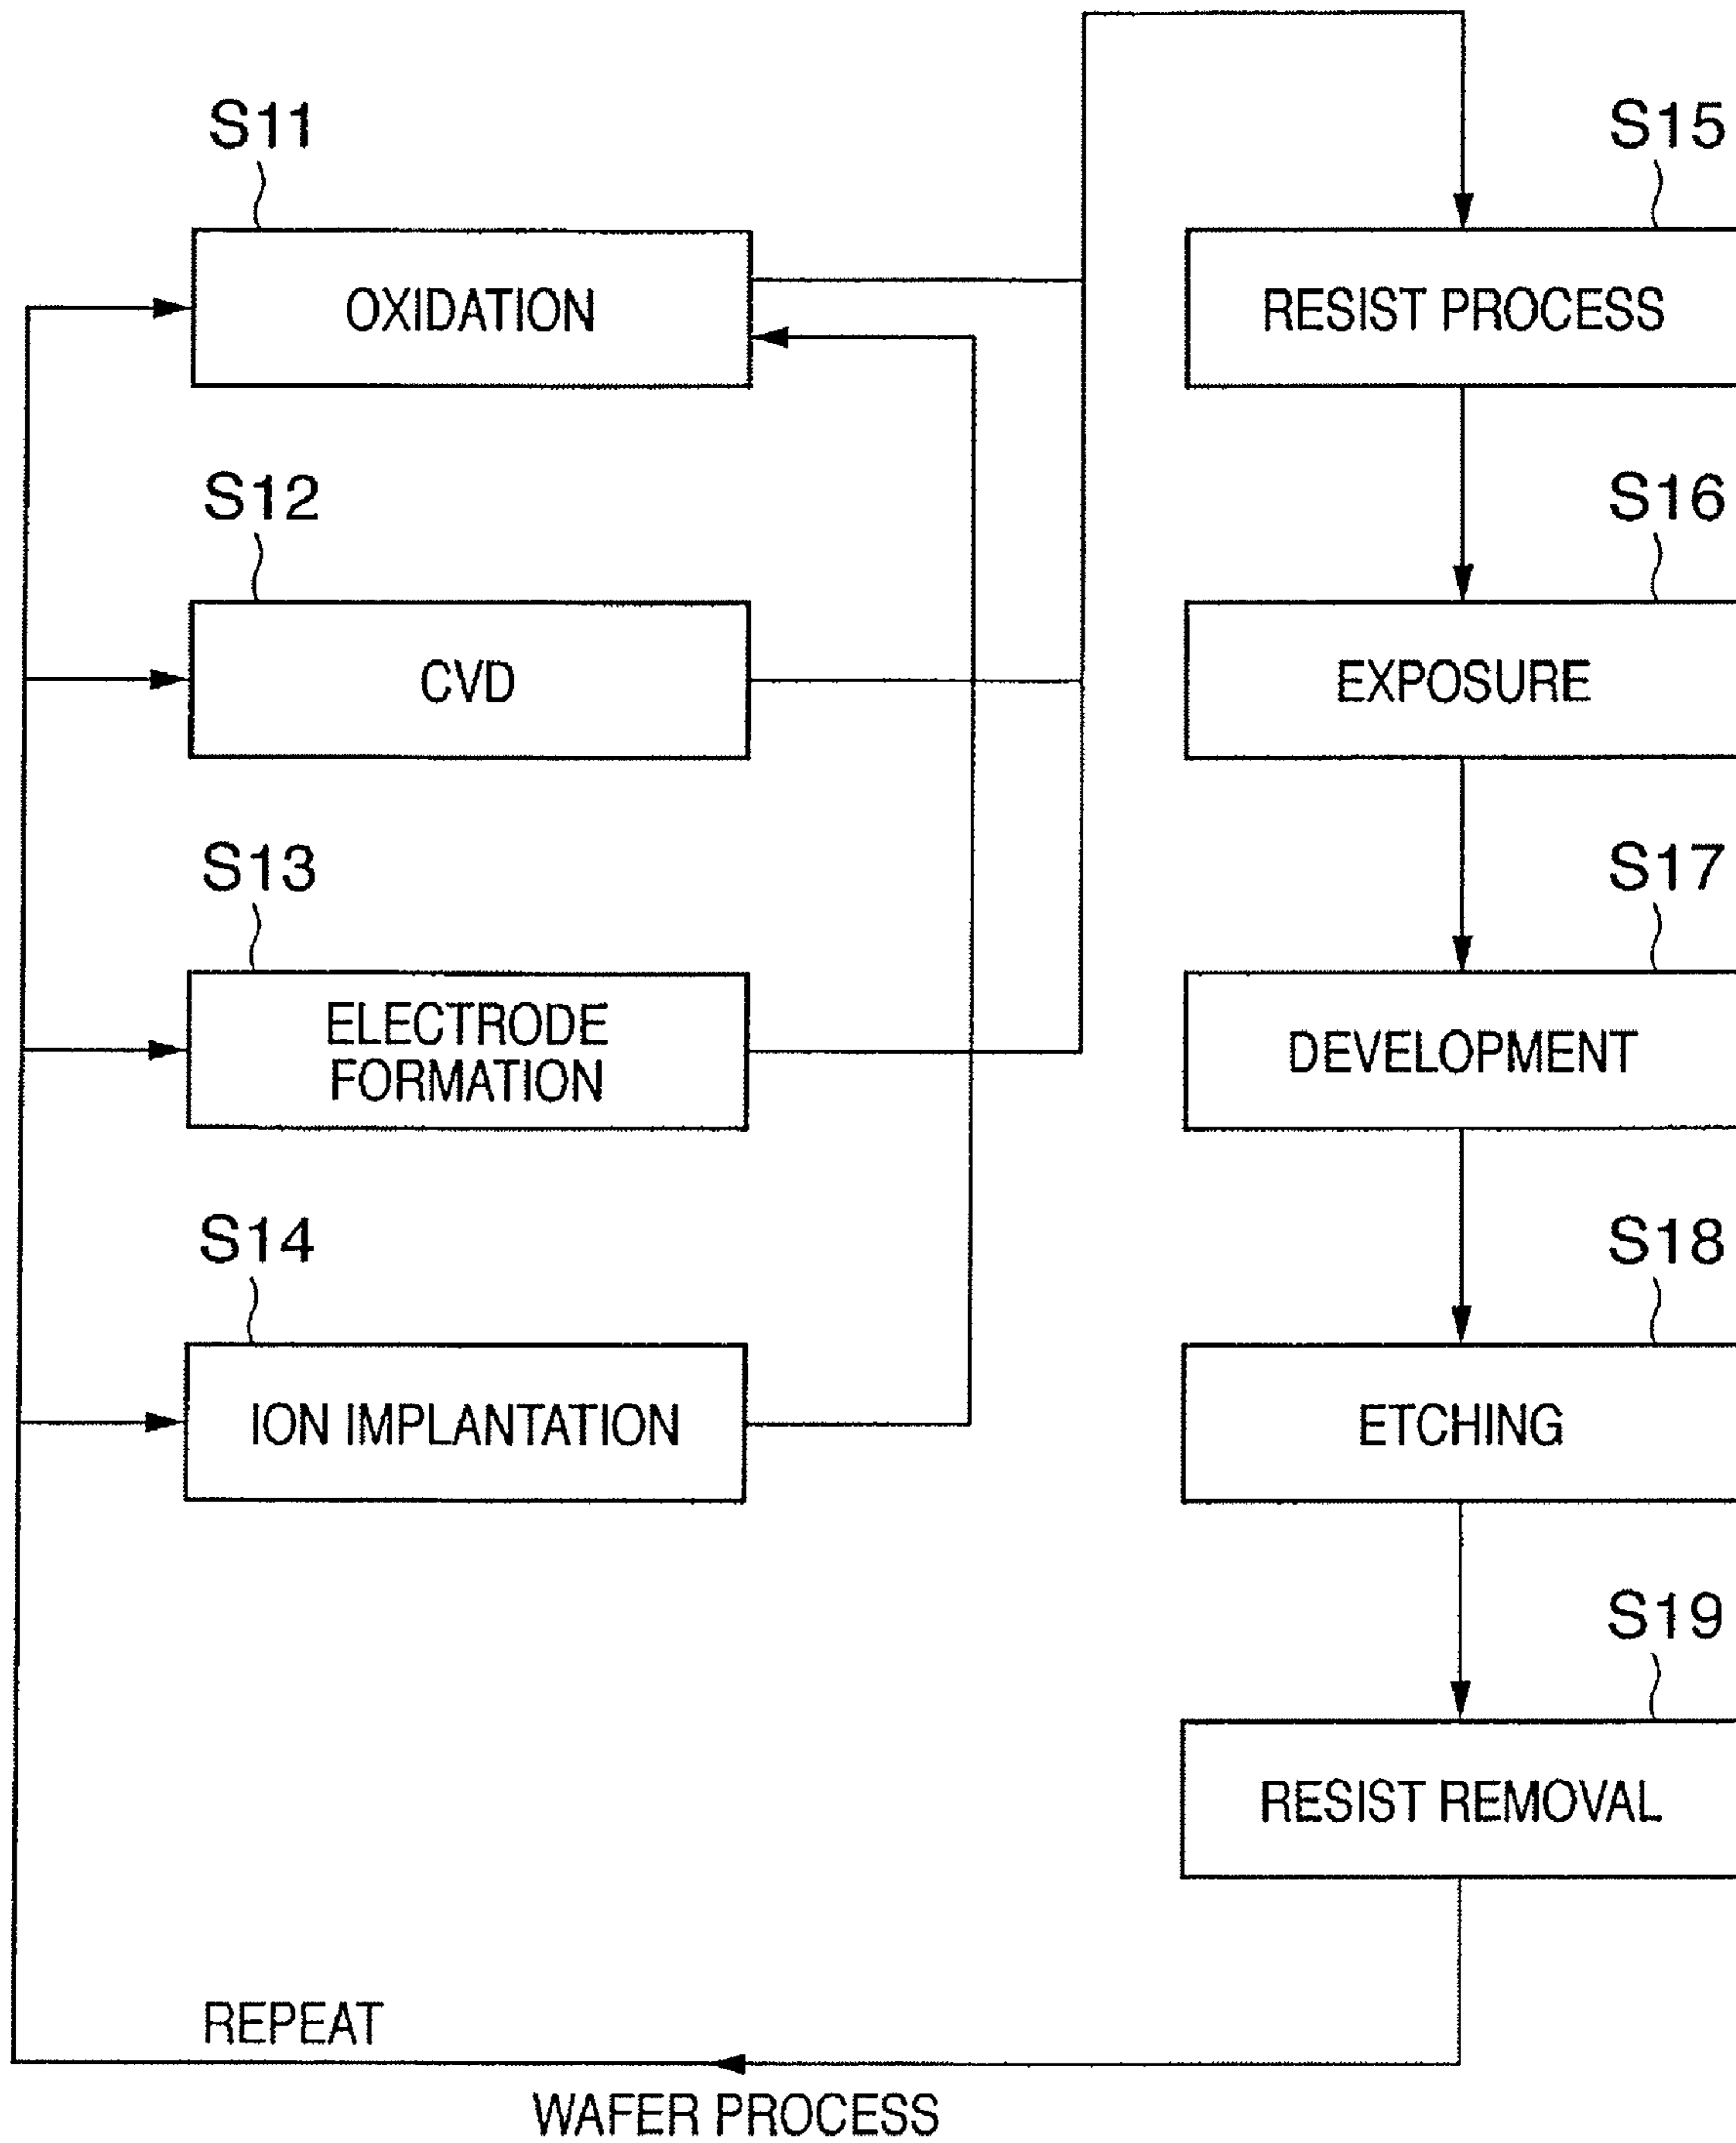 S11
OXIDATION
S12
CVD
S13
ELECTRODE
FORMATION
S14
ION IMPLANTATION
S15
RESIST PROCESS
S16
EXPOSURE
S17
DEVELOPMENT
S18
ETCHING
S19
RESIST REMOVAL
REPEAT
WAFER PROCESS